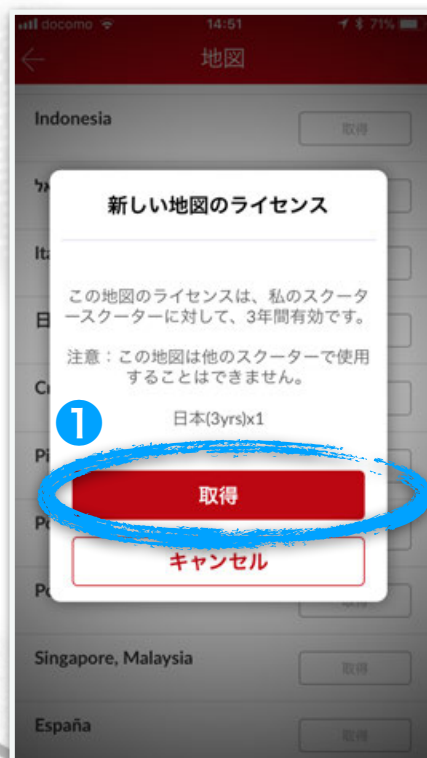 docomo 14:51 71%
地図
Indonesia 取得
新しい地図のライセンス
この地図のライセンスは、私のスクータ
ースクーターに対して、3年間有効です。
注意:この地図は他のスクーターで使用
することはできません。
日本(3yrs)x1
1
取得
キャンセル
Singapore, Malaysia 取得
España 取得